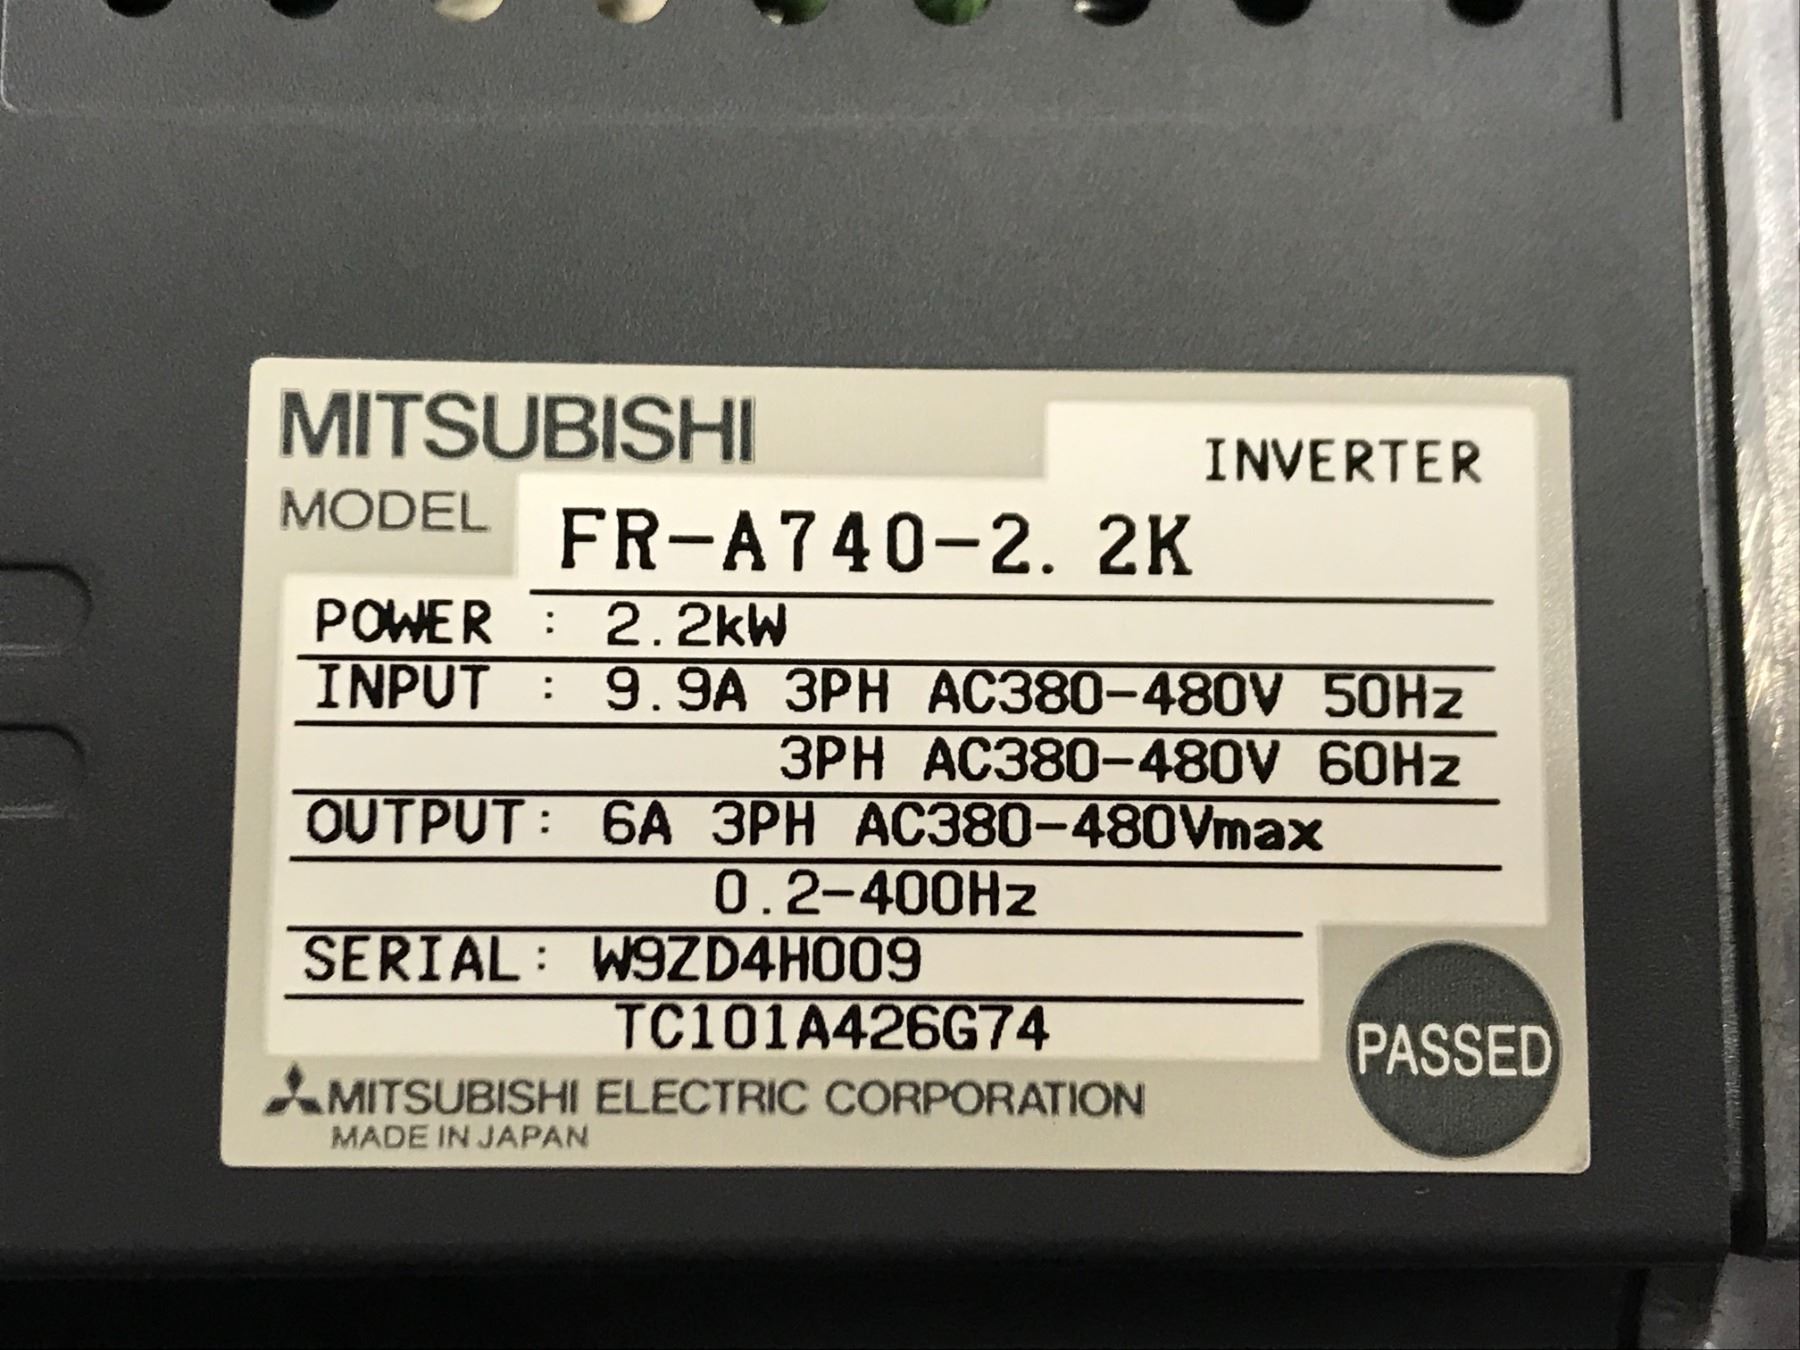 MITSUBISHI
INVERTER
MODEL FR-A740-2.2K
POWER : 2.2kW
INPUT : 9.9A 3PH AC380-480V 50Hz
3PH AC380-480V 60Hz
OUTPUT: 6A 3PH AC380-480Vmax
0.2-400Hz
SERIAL: W9ZD4H009
TC101A426G74
PASSED
MITSUBISHI ELECTRIC CORPORATION
MADE IN JAPAN